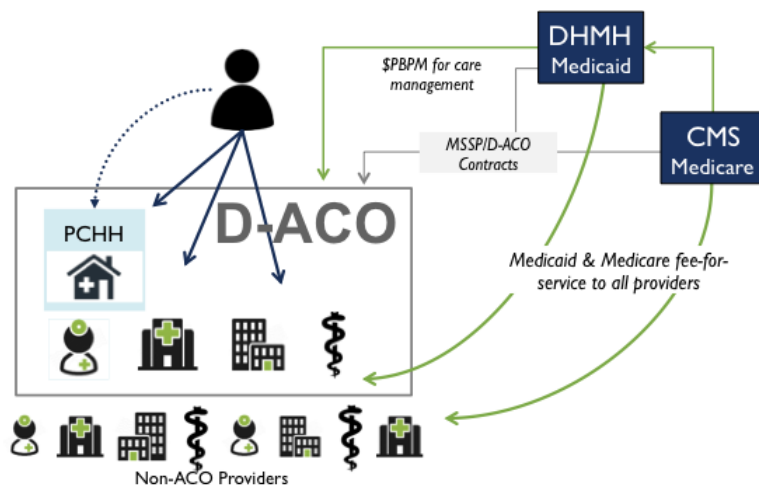 DHMH
Medicaid
$PBPM for care
management
CMS
Medicare
MSSP/D-ACO
Contracts
D-ACO
PCHH
Medicaid & Medicare fee-for-
service to all providers
Non-ACO Providers